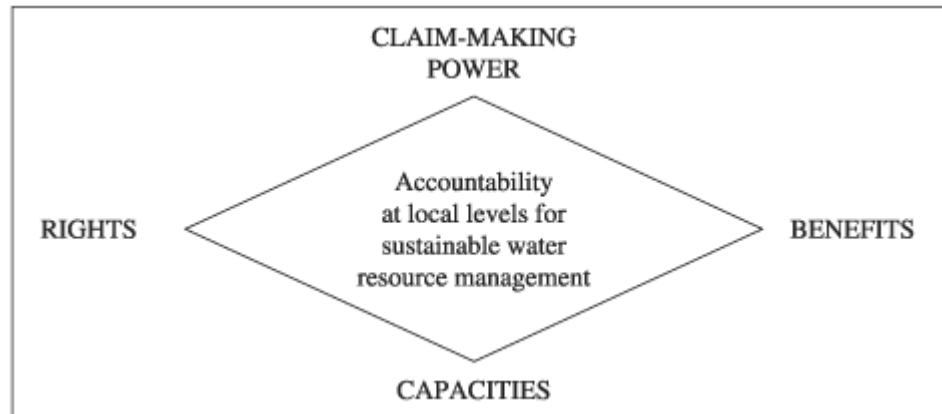 CLAIM-MAKING
POWER
Accountability
at local levels for
sustainable water
resource management
RIGHTS
BENEFITS
CAPACITIES